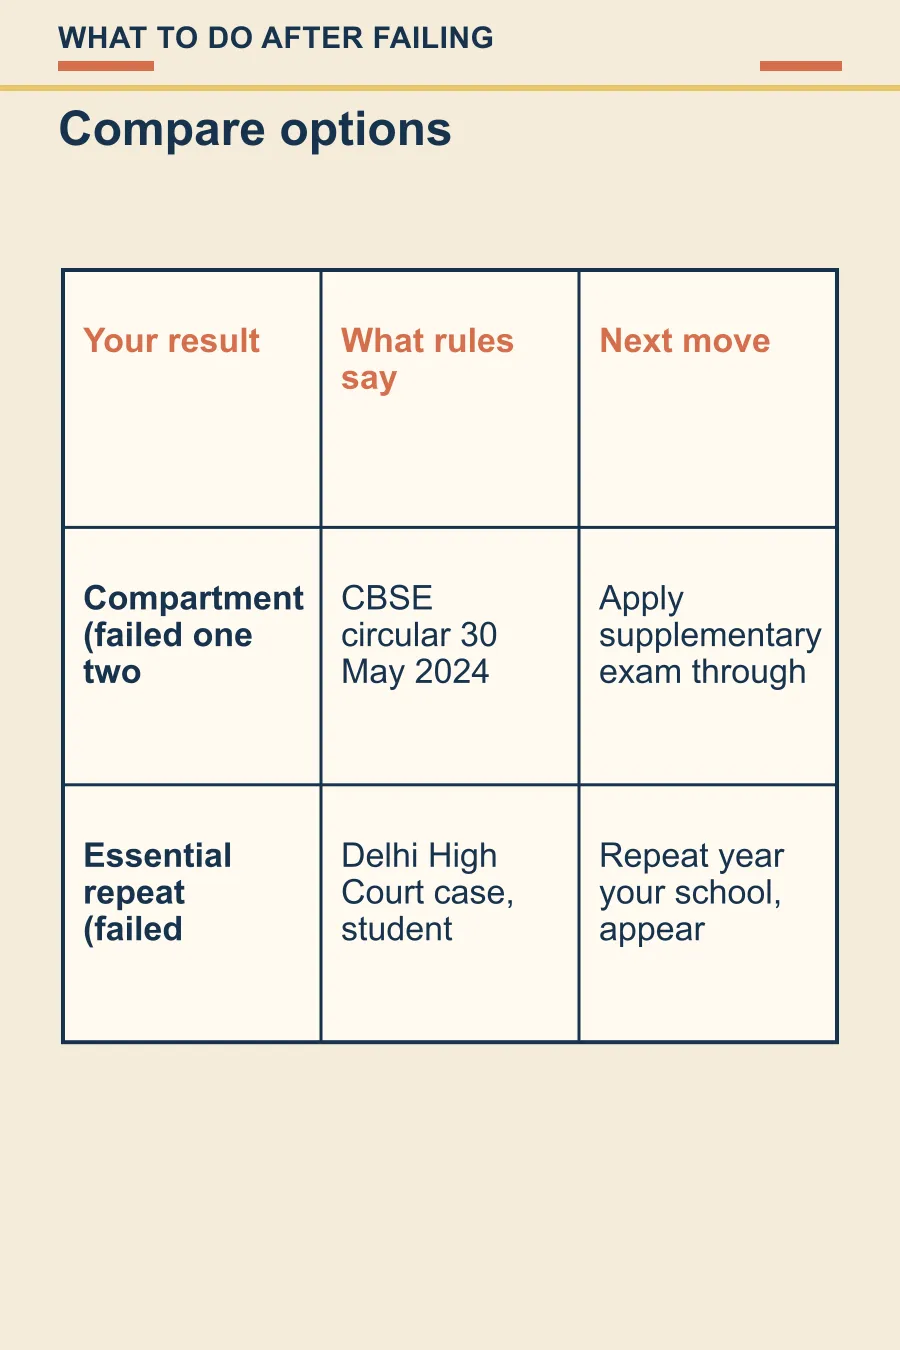 WHAT TO DO AFTER FAILING
Compare options
Your result
What rules
say
Next move
Compartment
(failed one
two
CBSE
circular 30
May 2024
Apply
supplementary
exam through
Essential
repeat
(failed
Delhi High
Court case,
student
Repeat year
your school,
appear